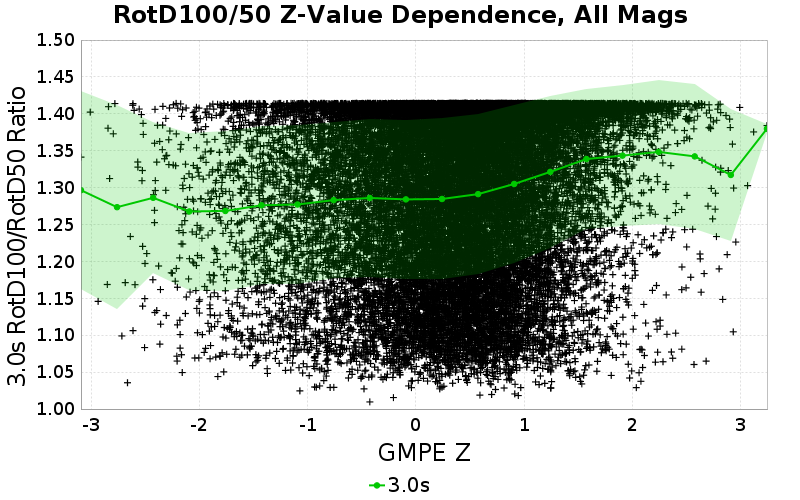 RotD100/50 Z-Value Dependence, All Mags
3.0s RotD100/RotD50 Ratio
1.50
1.45
1.40
1.35
1.30
1.25
1.20
1.15
1.10
1.05
1.00
-3 -2 -1 0 1 2 3
GMPE Z
3.0s